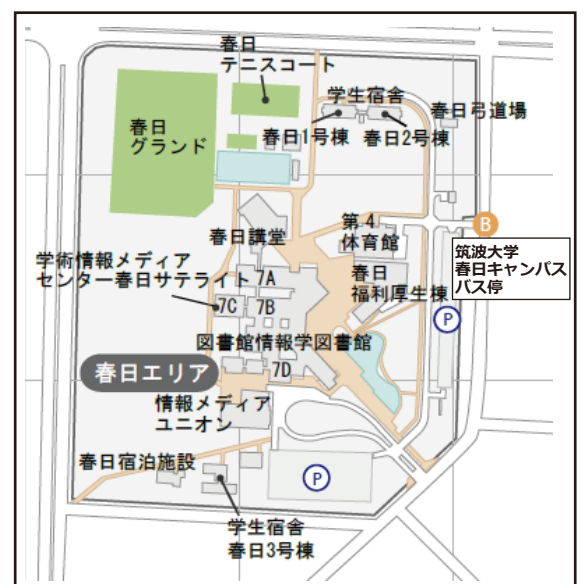 春日
テニスコート
学生宿舎
春日1号棟
春日2号棟
春日弓道場
春日
グランド
B
筑波大学
春日キャンパス
バス停
春日講堂
第4
体育館
学術情報メディア
センター春日サテライト
7A
春日
福利厚生棟
7C
7B
P
図書館情報学図書館
春日エリア
7D
情報メディア
ユニオン
春日宿泊施設
P
学生宿舎
春日3号棟